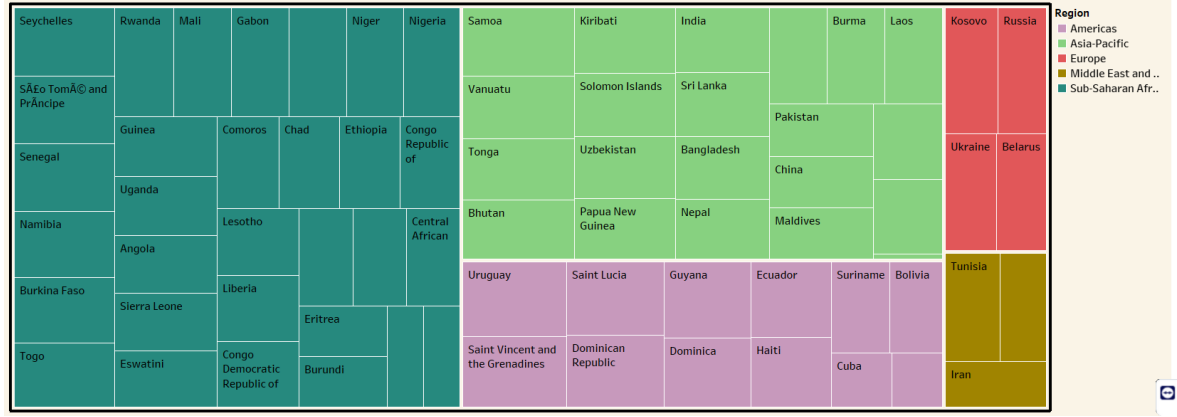 Seychelles
SÃ£o TomÃ© and
PrÃncipe
Senegal
Namibia
Burkina Faso
Togo
Rwanda
Mali
Gabon
Niger
Nigeria
Guinea
Uganda
Angola
Sierra Leone
Eswatini
Comoros
Chad
Ethiopia
Congo
Republic
of
Lesotho
Liberia
Congo
Democratic
Republic of
Central
African
Eritrea
Burundi
Samoa
Vanuatu
Tonga
Bhutan
Kiribati
Solomon Islands
Uzbekistan
Papua New
Guinea
India
Sri Lanka
Bangladesh
Nepal
Burma
Laos
Pakistan
China
Maldives
Uruguay
Saint Vincent and
the Grenadines
Saint Lucia
Dominican
Republic
Guyana
Dominica
Ecuador
Haiti
Suriname
Bolivia
Cuba
Kosovo
Russia
Ukraine
Belarus
Tunisia
Iran
Region
Americas
Asia-Pacific
Europe
Middle East and ..
Sub-Saharan Afr..